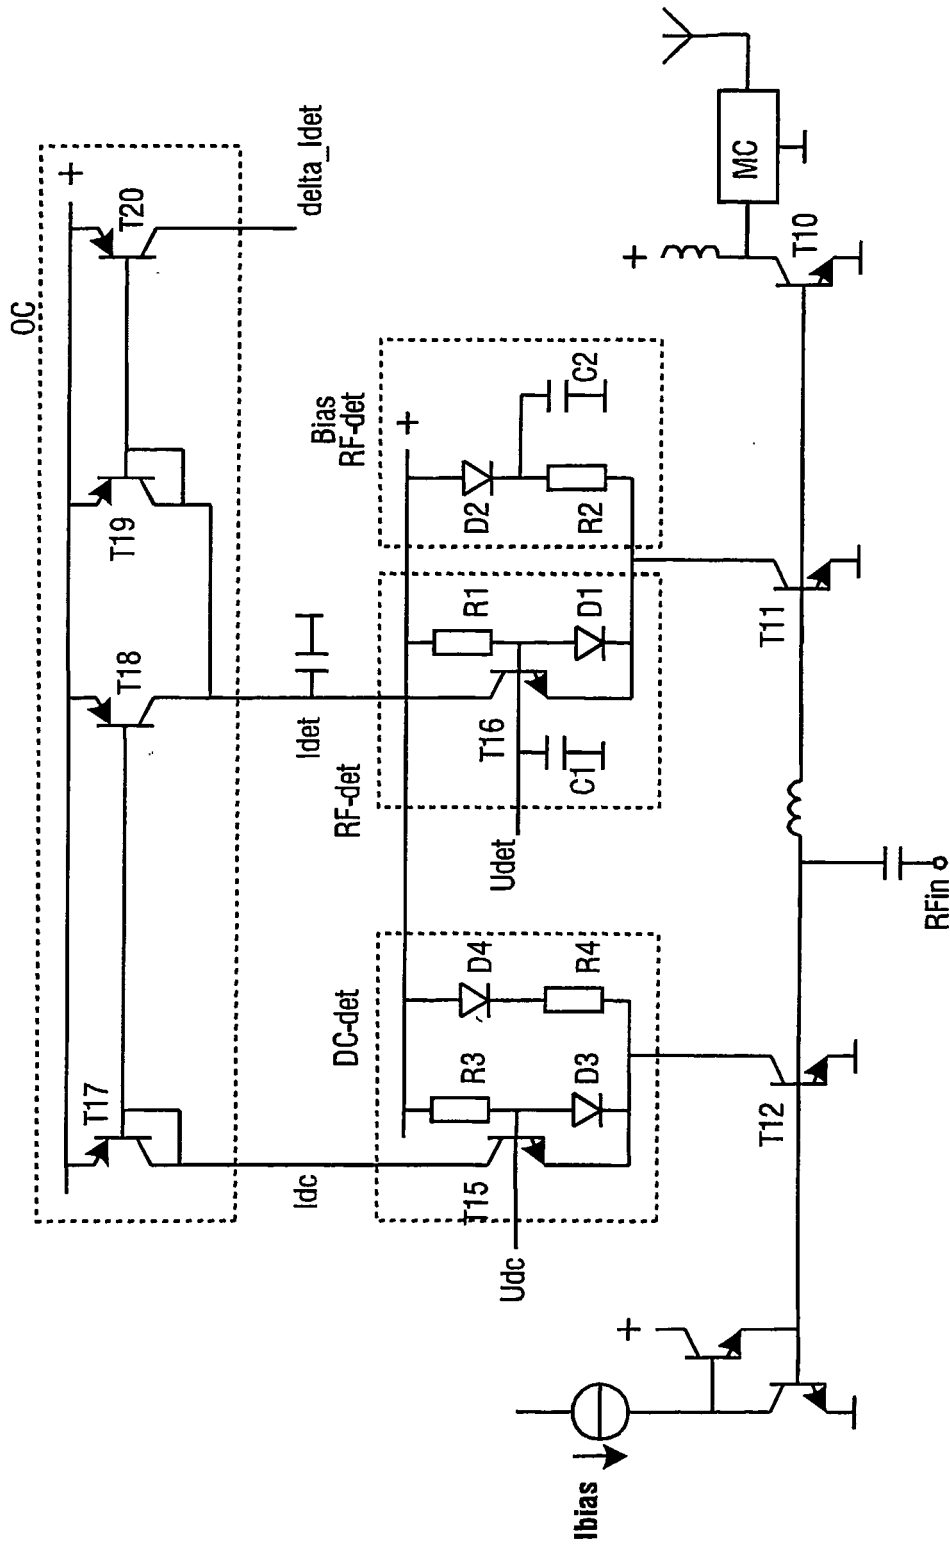 OC
+
T17
T18
T19
T20
delta_Idet
Idc
Idet
DC-det
RF-det
Bias
RF-det
+
T15
R3
D3
D4
R4
Udc
T16
R1
D1
C1
Udet
D2
R2
C2
+
MC
T10
T11
T12
+
Ibias
RFin